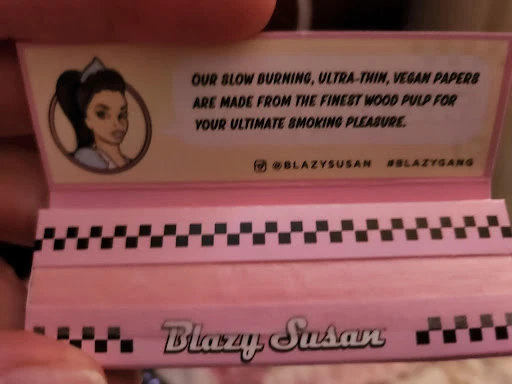 OUR SLOW BURNING, ULTRA-THIN, VEGAN PAPERS
ARE MADE FROM THE FINEST WOOD PULP FOR
YOUR ULTIMATE SMOKING PLEASURE.
@BLAZYSUSAN #BLAZYGANG
Blazy Susan